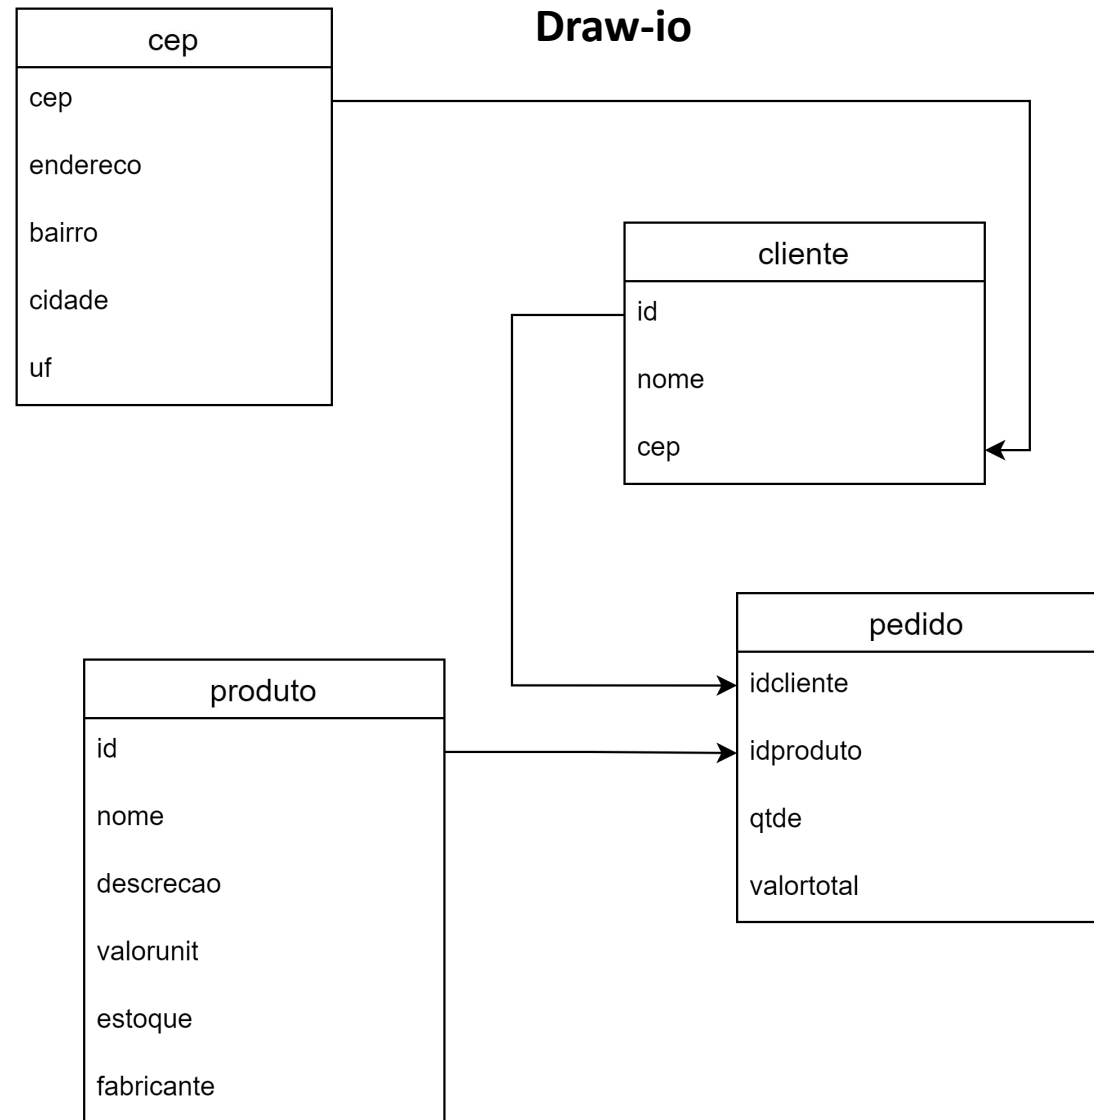 Draw-io
cep
cep
endereco
bairro
cidade
uf
cliente
id
nome
cep
pedido
idcliente
idproduto
qtde
valortotal
produto
id
nome
descrecao
valorunit
estoque
fabricante